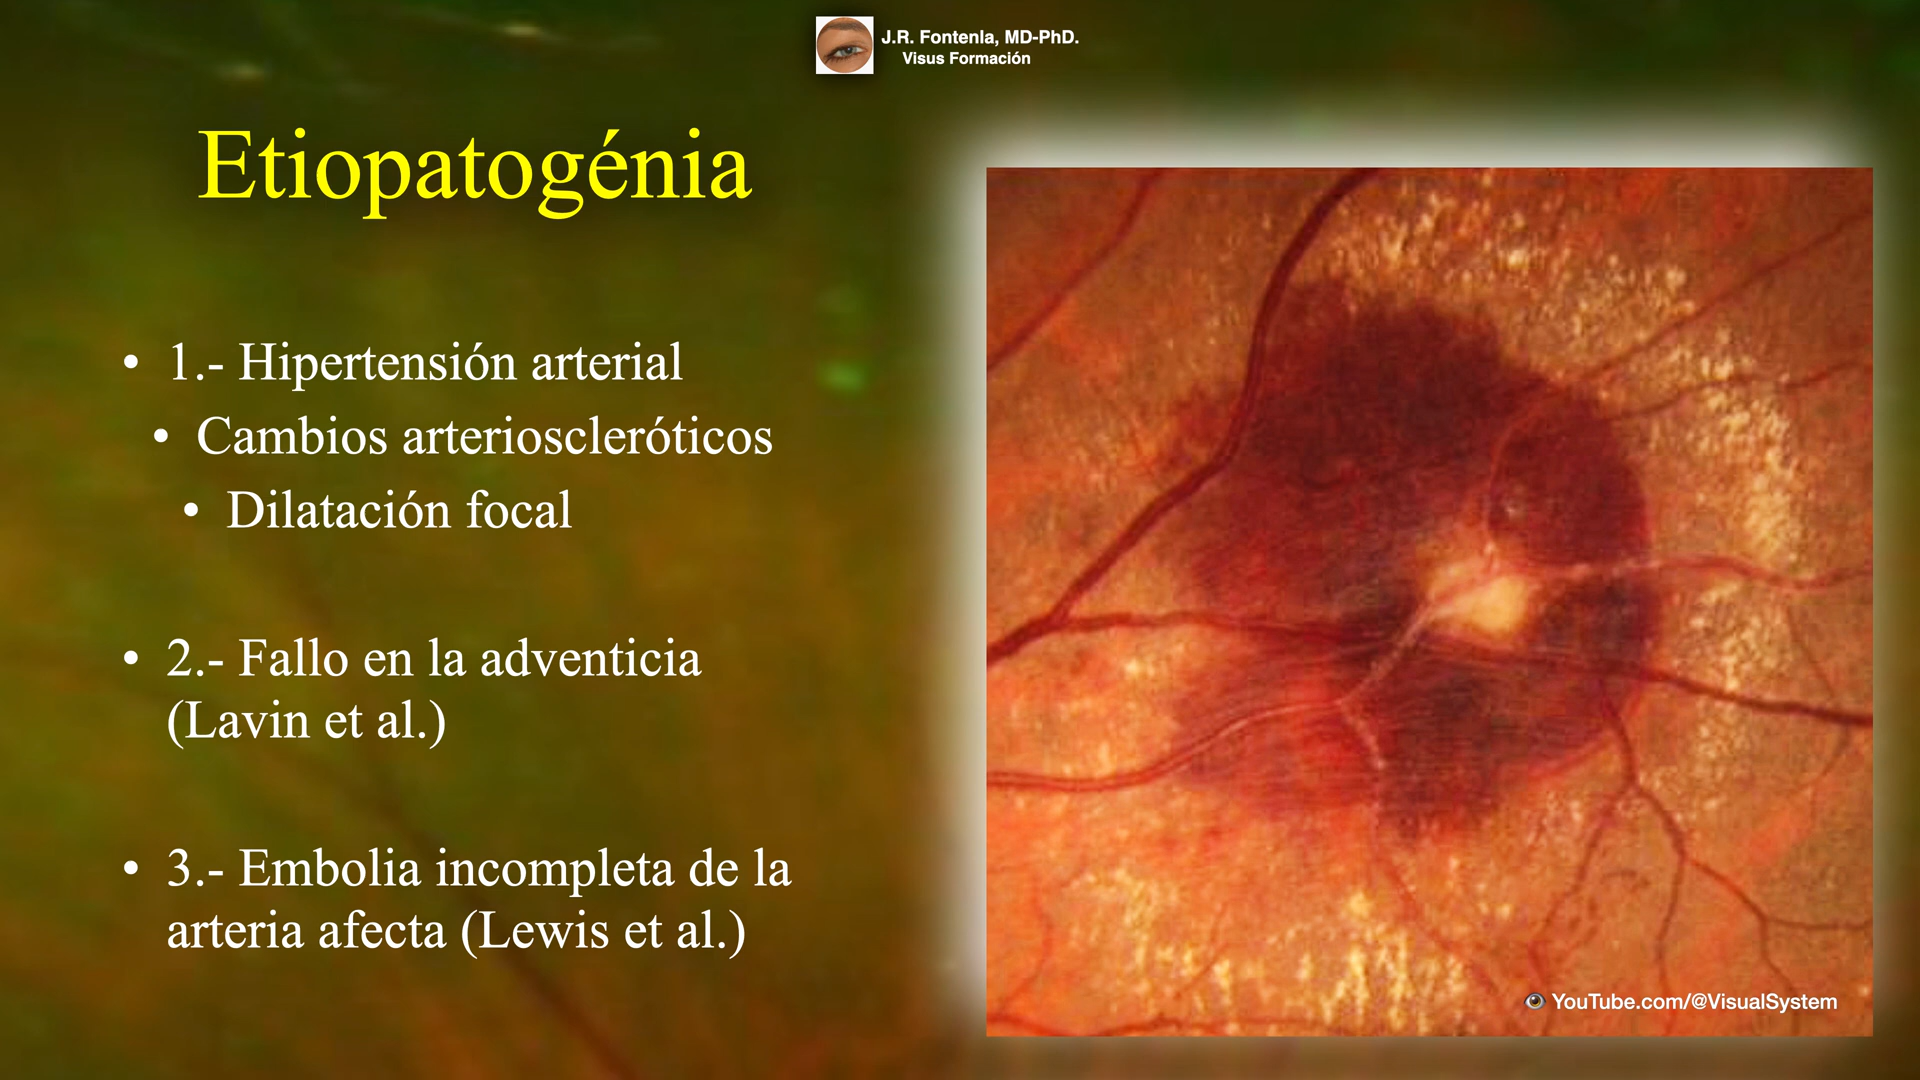 J.R. Fontenla, MD-PhD.
Visus Formación
Etiopatogénia
• 1.- Hipertensión arterial
• Cambios arterioscleróticos
• Dilatación focal
• 2.- Fallo en la adventicia
(Lavin et al.)
• 3.- Embolia incompleta de la
arteria afecta (Lewis et al.)
YouTube.com/@VisualSystem